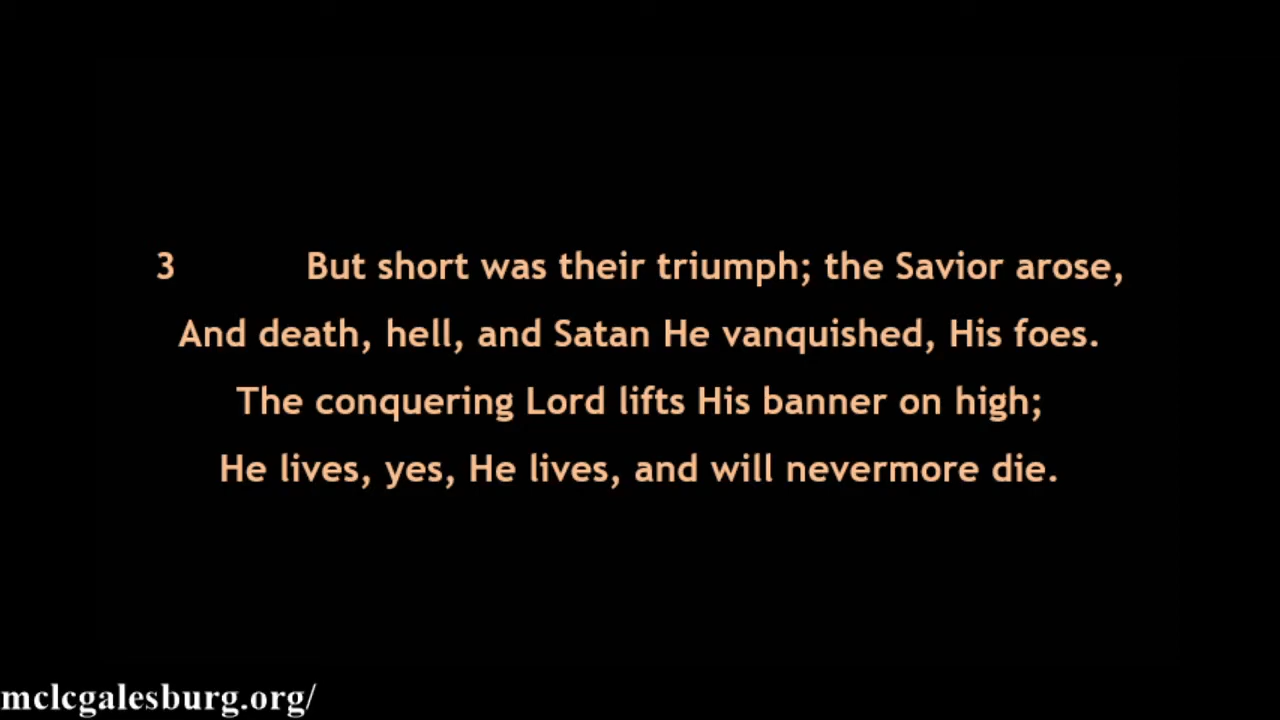 3 But short was their triumph; the Savior arose,
And death, hell, and Satan He vanquished, His foes.
The conquering Lord lifts His banner on high;
He lives, yes, He lives, and will nevermore die.
mclcgalesburg.org/